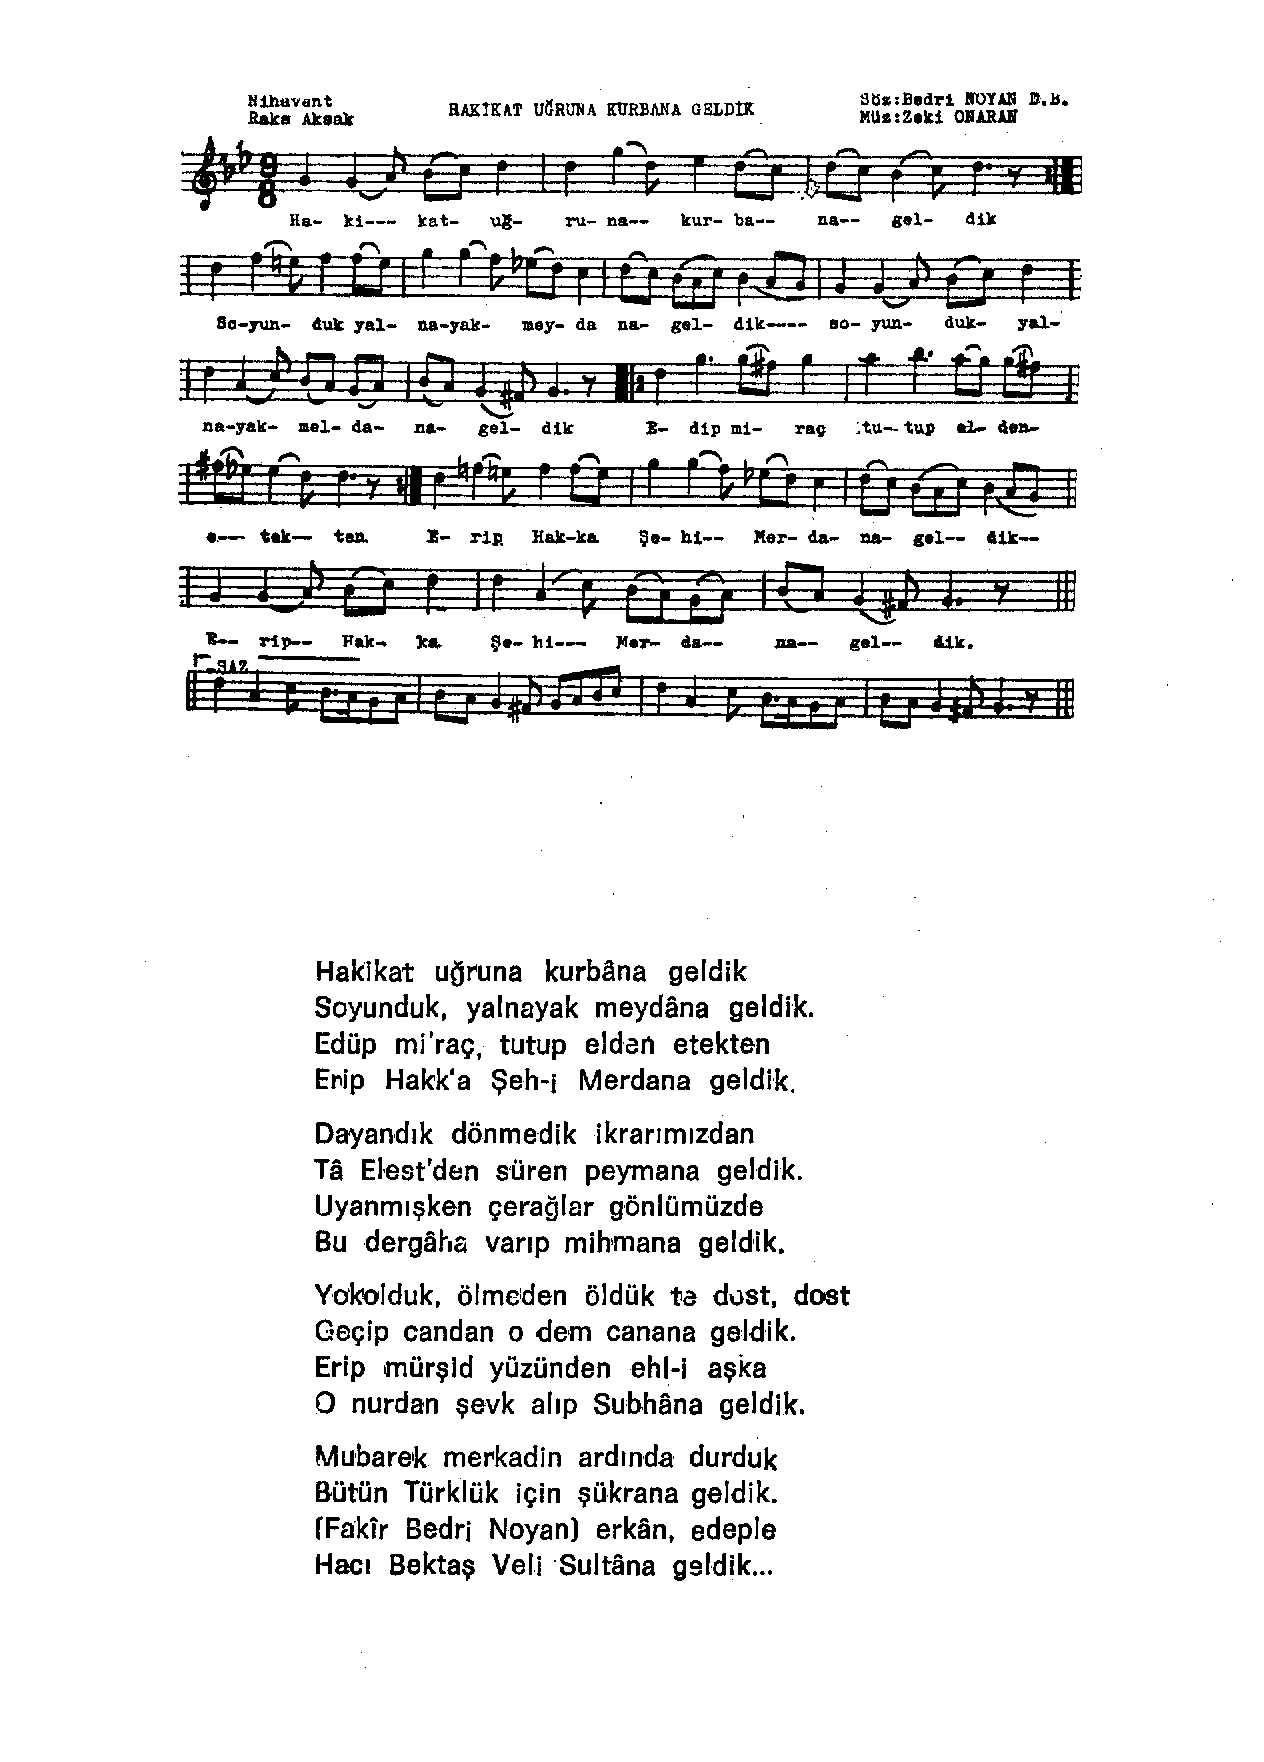 Nihavent
Raks Aksak
HAKİKAT UĞRUNA KURBANA GELDİK
Söz:Bedri NOYAN D.B.
Müz:Zeki ONARAN
Ha- ki--- kat- uğ- ru- na-- kur- ba-- na-- gel- dik
So-yun- duk yal- na-yak- mey- da na- gel- dik---- so- yun- duk- yal-
na-yak- mel- da- na- gel- dik E- dip mi- raç tu-- tup el- den-
e--- tek-- ten E- rip Hak-ka Şe- hi-- Mer- da- na- gel-- dik--
E-- rip-- Hak- ka Şe- hi--- Mer- da-- na-- gel-- dik.
SAZ
Hakikat uğruna kurbâna geldik
Soyunduk, yalnayak meydâna geldik.
Edüp mi'raç, tutup elden etekten
Erip Hakk'a Şeh-i Merdana geldik.
Dayandık dönmedik ikrarımızdan
Tâ Elest'den süren peymana geldik.
Uyanmışken çerağlar gönlümüzde
Bu dergâha varıp mihmana geldik.
Yokolduk, ölmeden öldük te dost, dost
Geçip candan o dem canana geldik.
Erip mürşid yüzünden ehl-i aşka
O nurdan şevk alıp Subhâna geldik.
Mubarek merkadin ardında durduk
Bütün Türklük için şükrana geldik.
(Fakîr Bedri Noyan) erkân, edeple
Hacı Bektaş Veli Sultâna geldik...